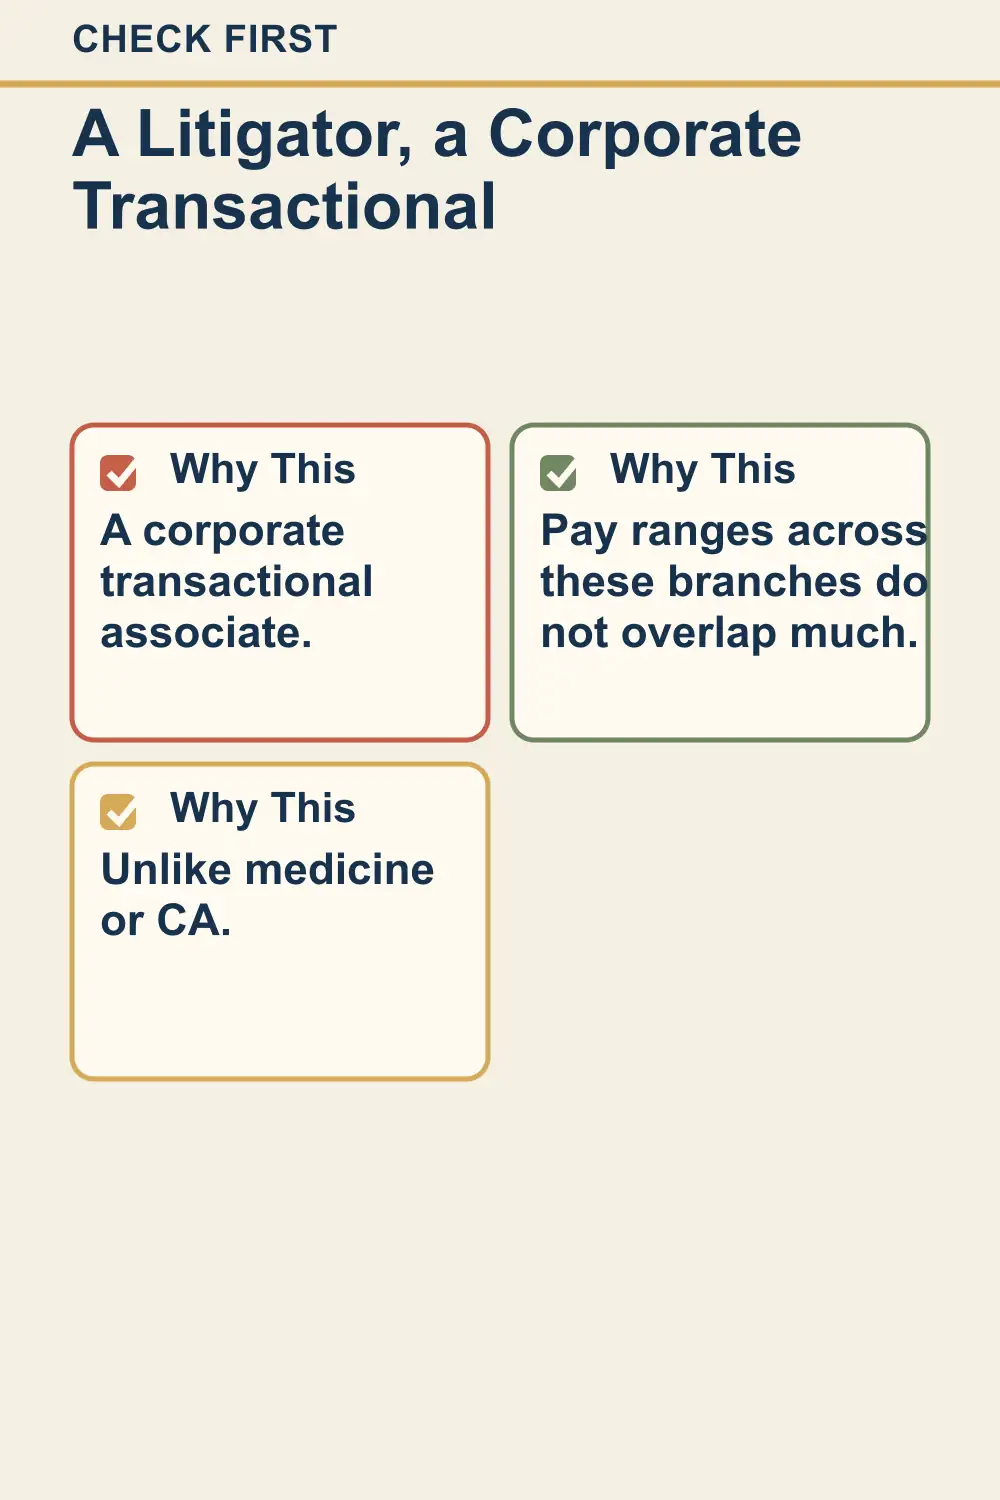 CHECK FIRST
A Litigator, a Corporate
Transactional
Why This
A corporate
transactional
associate.
Why This
Pay ranges across
these branches do
not overlap much.
Why This
Unlike medicine
or CA.